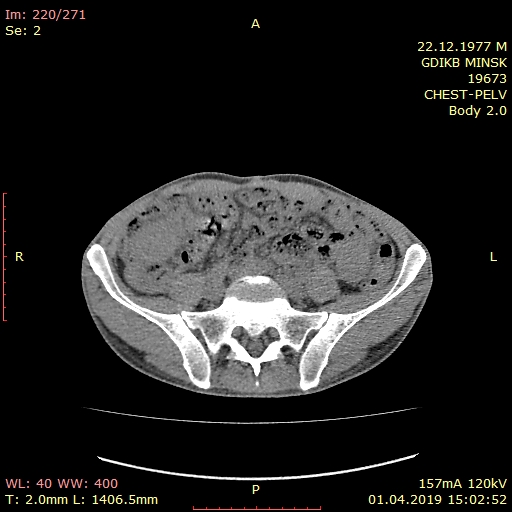 Im: 220/271
Se: 2
A
22.12.1977 M
GDIKB MINSK
19673
CHEST-PELV
Body 2.0
R
L
WL: 40 WW: 400
T: 2.0mm L: 1406.5mm
P
157mA 120kV
01.04.2019 15:02:52